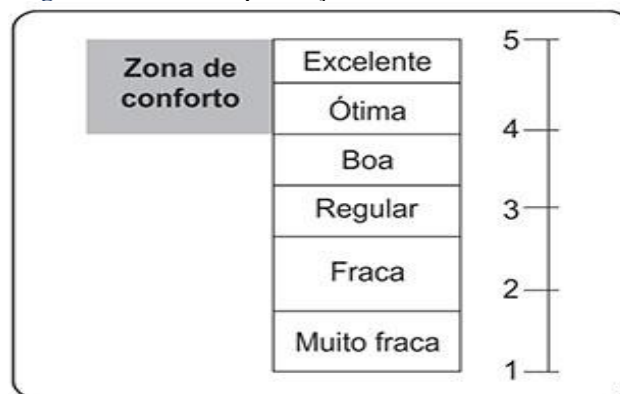 Zona de
conforto
Excelente
Ótima
Boa
Regular
Fraca
Muito fraca
5
4
3
2
1